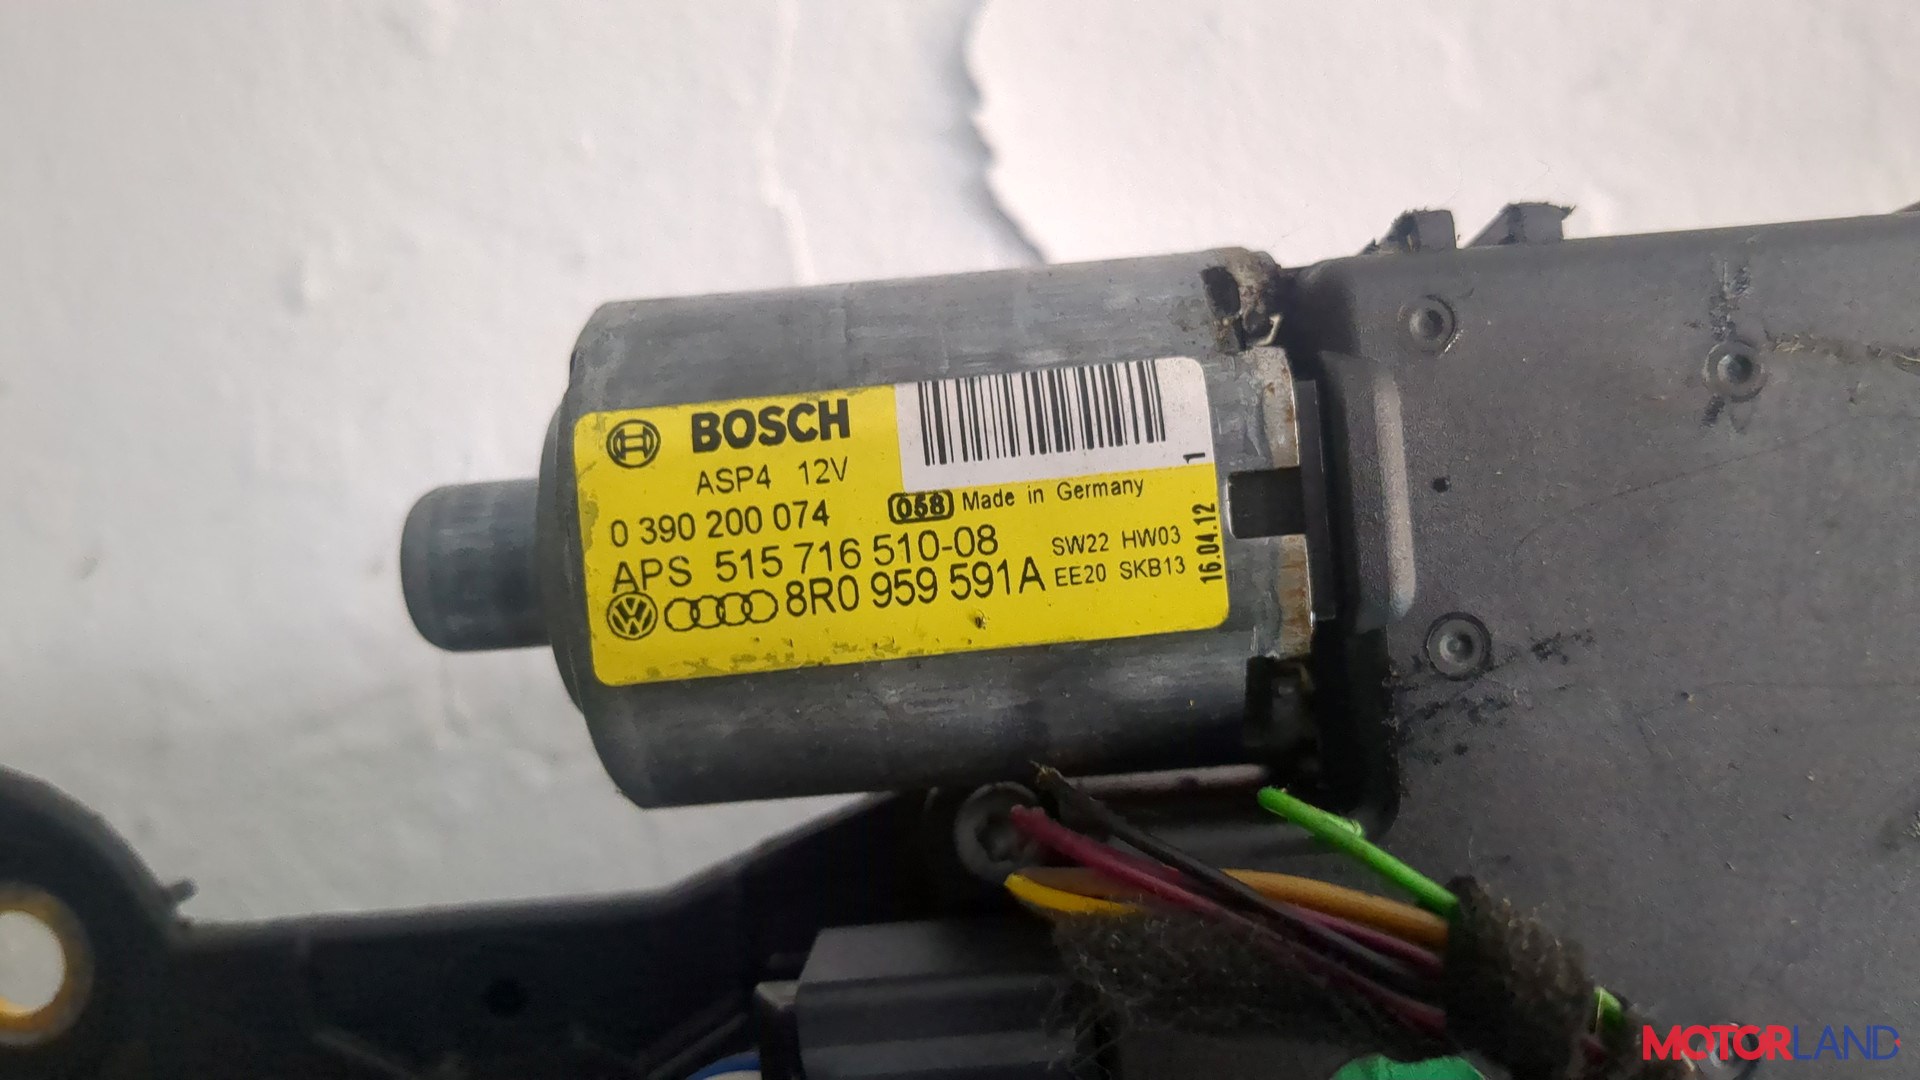 BOSCH
ASP4 12V
0 390 200 074
058 Made in Germany
APS 515 716 510-08
SW22 HW03
8R0 959 591A
EE20 SKB13
16.04.12
1
MOTORLAND